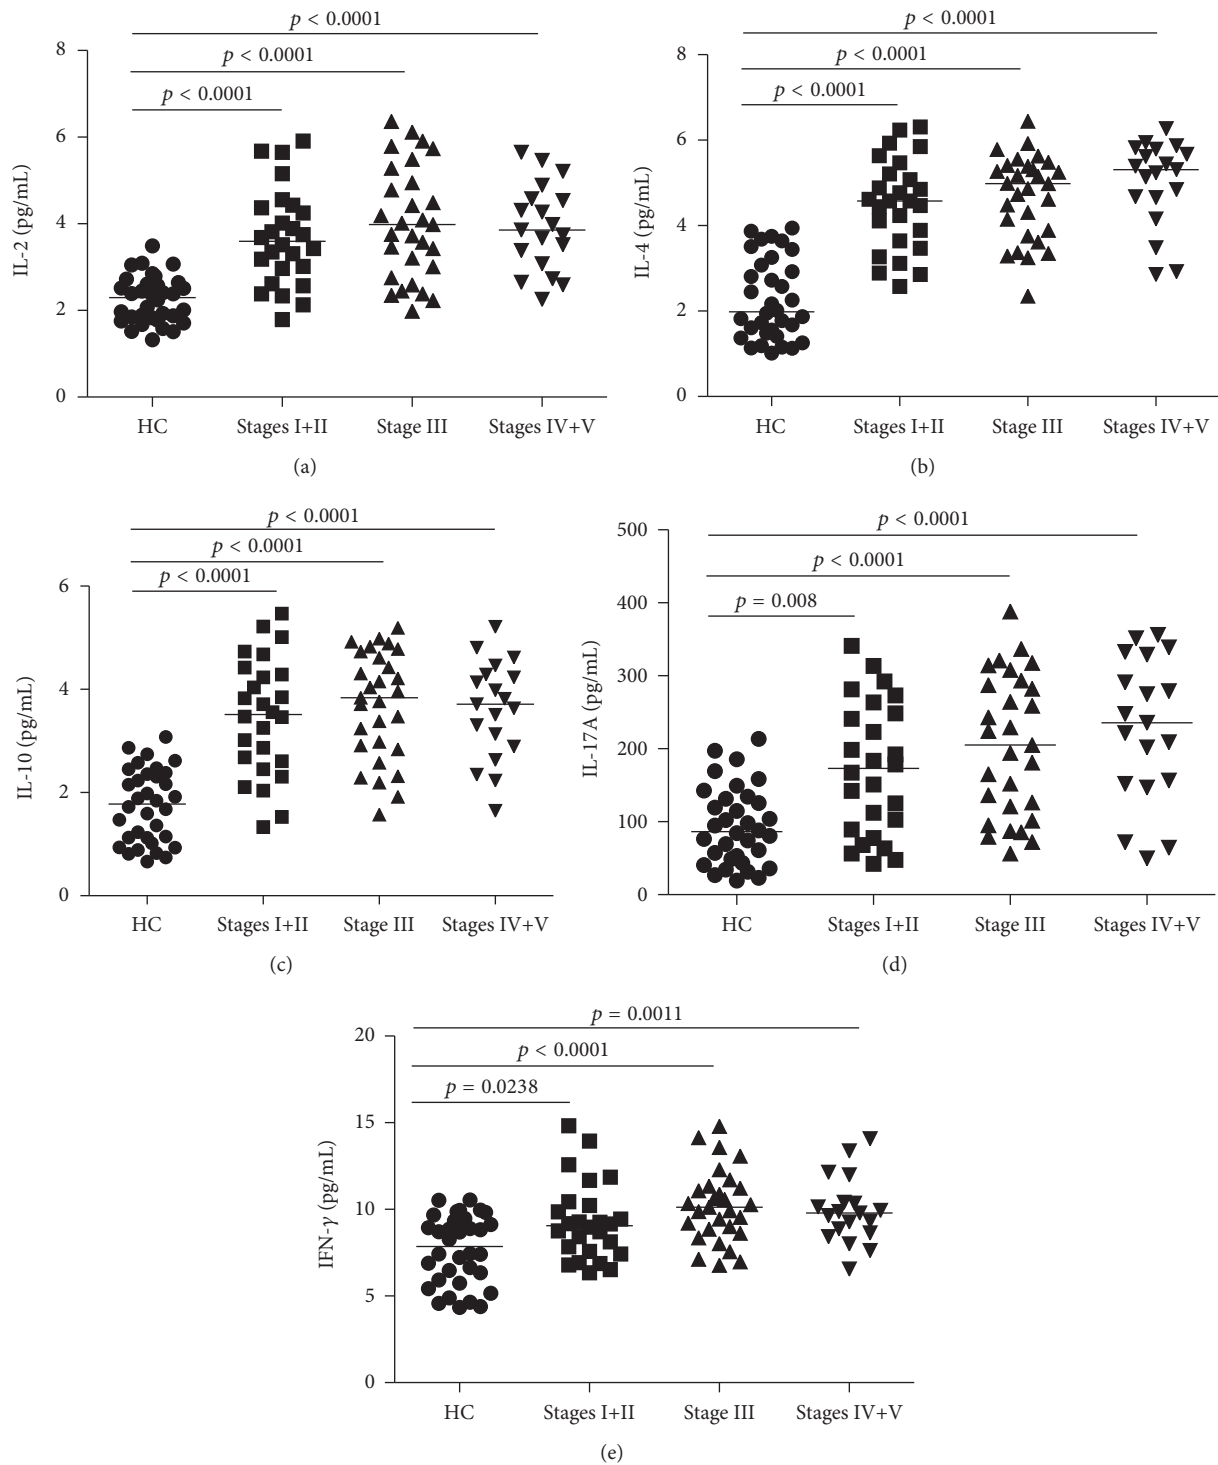 p < 0.0001
p < 0.0001
p < 0.0001
IL-2 (pg/mL)
8
6
4
2
0
HC Stages I+II Stage III Stages IV+V
(a)
p < 0.0001
p < 0.0001
p < 0.0001
IL-4 (pg/mL)
8
6
4
2
0
HC Stages I+II Stage III Stages IV+V
(b)
p < 0.0001
p < 0.0001
p < 0.0001
IL-10 (pg/mL)
6
4
2
0
HC Stages I+II Stage III Stages IV+V
(c)
p < 0.0001
p < 0.0001
p = 0.008
IL-17A (pg/mL)
500
400
300
200
100
0
HC Stages I+II Stage III Stages IV+V
(d)
p = 0.0011
p < 0.0001
p = 0.0238
IFN-γ (pg/mL)
20
15
10
5
0
HC Stages I+II Stage III Stages IV+V
(e)